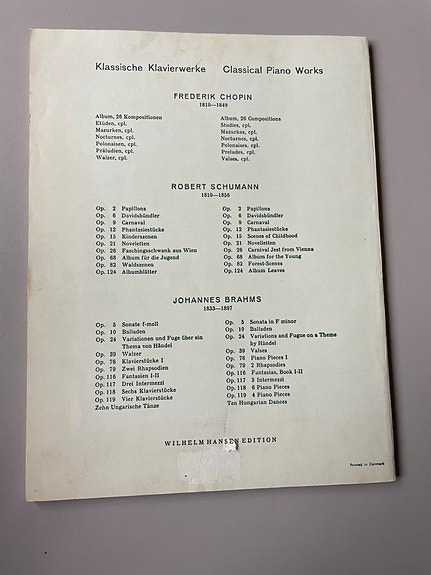 Klassische Klavierwerke Classical Piano Works
FREDERIK CHOPIN
1810—1849
Album, 26 Kompositionen
Etüden, cpl.
Mazurken, cpl.
Nocturnes, cpl.
Polonaisen, cpl.
Präludien, cpl.
Walzer, cpl.
Album, 26 Compositions
Studies, cpl.
Mazurkas, cpl.
Nocturnes, cpl.
Polonaises, cpl.
Preludes, cpl.
Valses, cpl.
ROBERT SCHUMANN
1810—1856
Op. 2 Papillons
Op. 6 Davidsbündler
Op. 9 Carnaval
Op. 12 Phantasiestücke
Op. 15 Kinderszenen
Op. 21 Noveletten
Op. 26 Faschingsschwank aus Wien
Op. 68 Album für die Jugend
Op. 82 Waldszenen
Op. 124 Albumblätter
Op. 2 Papillons
Op. 6 Davidsbündler
Op. 9 Carnaval
Op. 12 Phantasiestücke
Op. 15 Scenes of Childhood
Op. 21 Novelletten
Op. 26 Carnival Jest from Vienna
Op. 68 Album for the Young
Op. 82 Forest-Scenes
Op. 124 Album Leaves
JOHANNES BRAHMS
1833—1897
Op. 5 Sonate f-moll
Op. 10 Balladen
Op. 24 Variationen und Fuge über ein
Thema von Händel
Op. 39 Walzer
Op. 76 Klavierstücke I
Op. 79 Zwei Rhapsodien
Op. 116 Fantasien I-II
Op. 117 Drei Intermezzi
Op. 118 Sechs Klavierstücke
Op. 119 Vier Klavierstücke
Zehn Ungarische Tänze
Op. 5 Sonata in F minor
Op. 10 Balladen
Op. 24 Variations and Fugue on a Theme
by Händel
Op. 39 Valses
Op. 76 Piano Pieces I
Op. 79 2 Rhapsodies
Op. 116 Fantasias, Book I-II
Op. 117 3 Intermezzi
Op. 118 6 Piano Pieces
Op. 119 4 Piano Pieces
Ten Hungarian Dances
WILHELM HANSEN EDITION
Printed in Denmark